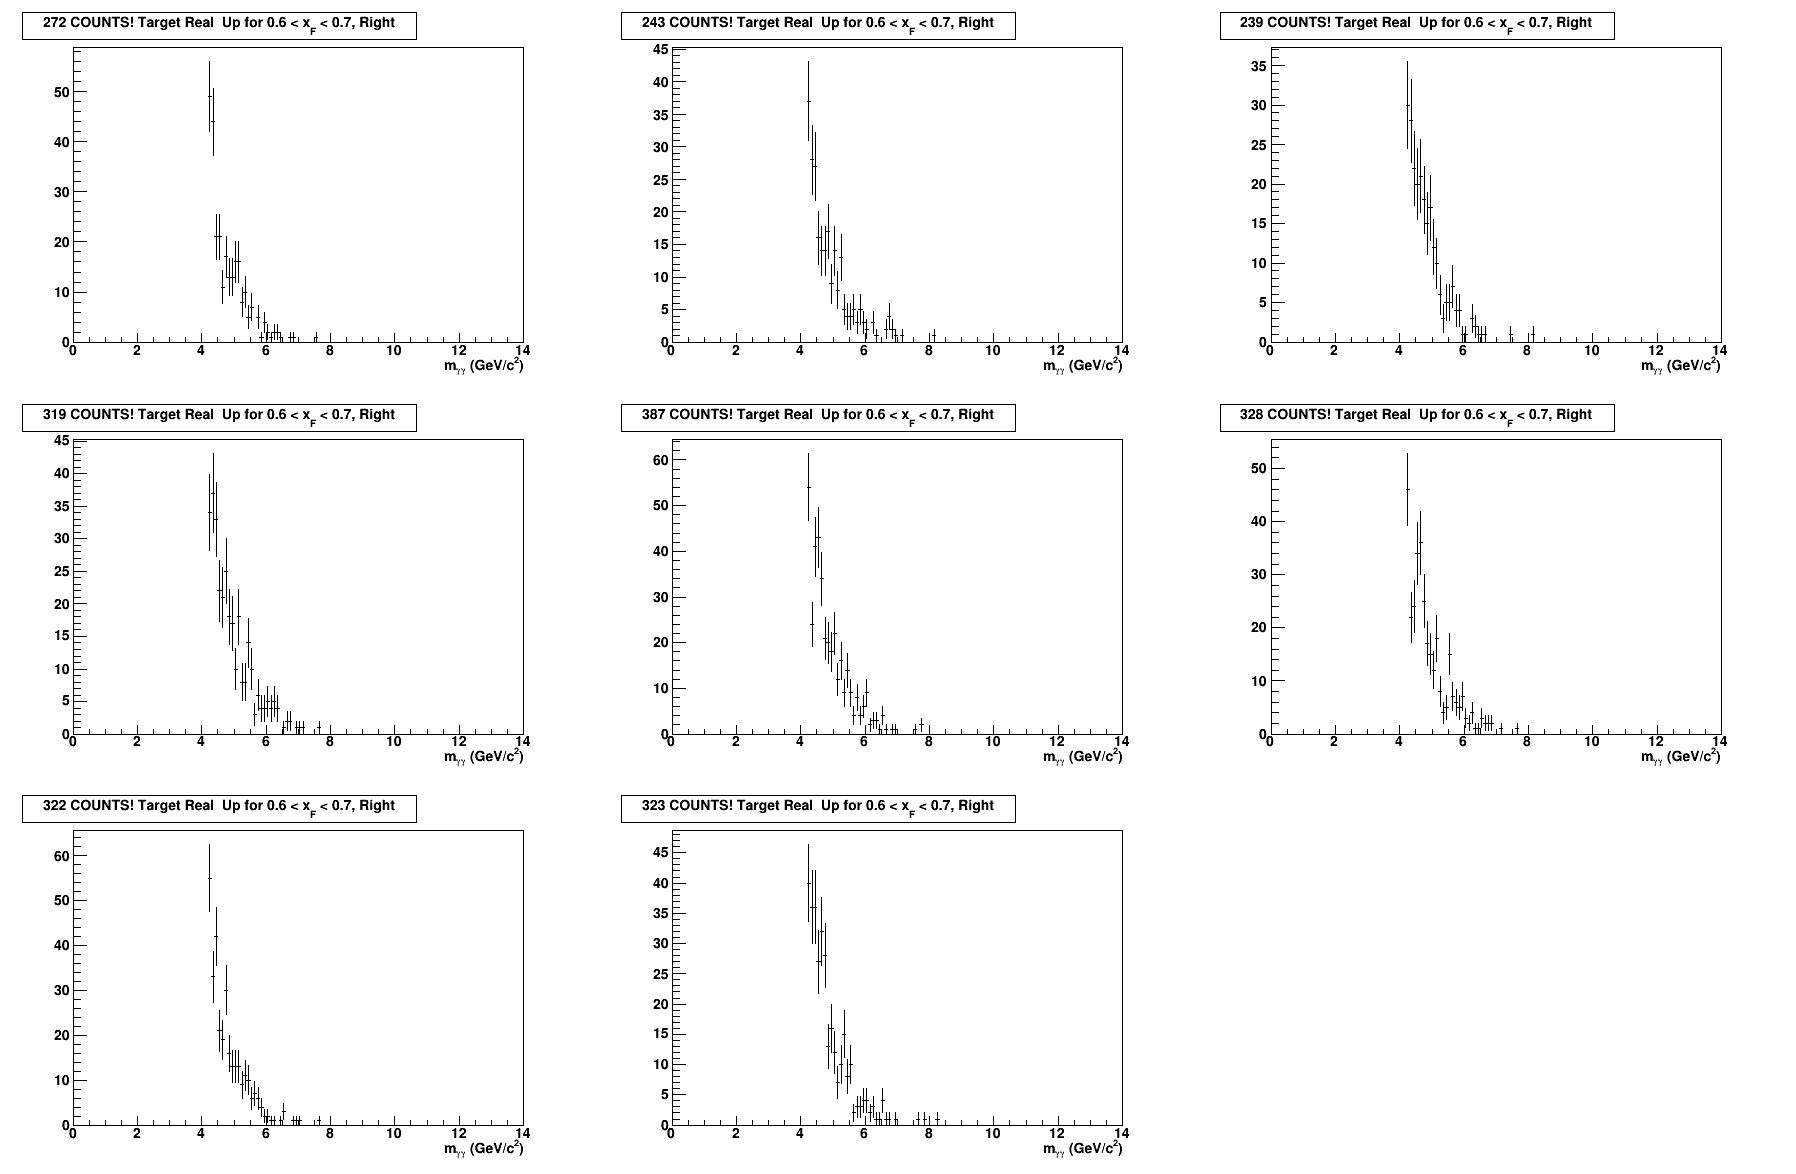 272 COUNTS! Target Real Up for 0.6 < x_F < 0.7, Right
50
40
30
20
10
0
0 2 4 6 8 10 12 14
m_γγ (GeV/c²)
243 COUNTS! Target Real Up for 0.6 < x_F < 0.7, Right
45
40
35
30
25
20
15
10
5
0
0 2 4 6 8 10 12 14
m_γγ (GeV/c²)
239 COUNTS! Target Real Up for 0.6 < x_F < 0.7, Right
35
30
25
20
15
10
5
0
0 2 4 6 8 10 12 14
m_γγ (GeV/c²)
319 COUNTS! Target Real Up for 0.6 < x_F < 0.7, Right
45
40
35
30
25
20
15
10
5
0
0 2 4 6 8 10 12 14
m_γγ (GeV/c²)
387 COUNTS! Target Real Up for 0.6 < x_F < 0.7, Right
60
50
40
30
20
10
0
0 2 4 6 8 10 12 14
m_γγ (GeV/c²)
328 COUNTS! Target Real Up for 0.6 < x_F < 0.7, Right
50
40
30
20
10
0
0 2 4 6 8 10 12 14
m_γγ (GeV/c²)
322 COUNTS! Target Real Up for 0.6 < x_F < 0.7, Right
60
50
40
30
20
10
0
0 2 4 6 8 10 12 14
m_γγ (GeV/c²)
323 COUNTS! Target Real Up for 0.6 < x_F < 0.7, Right
45
40
35
30
25
20
15
10
5
0
0 2 4 6 8 10 12 14
m_γγ (GeV/c²)